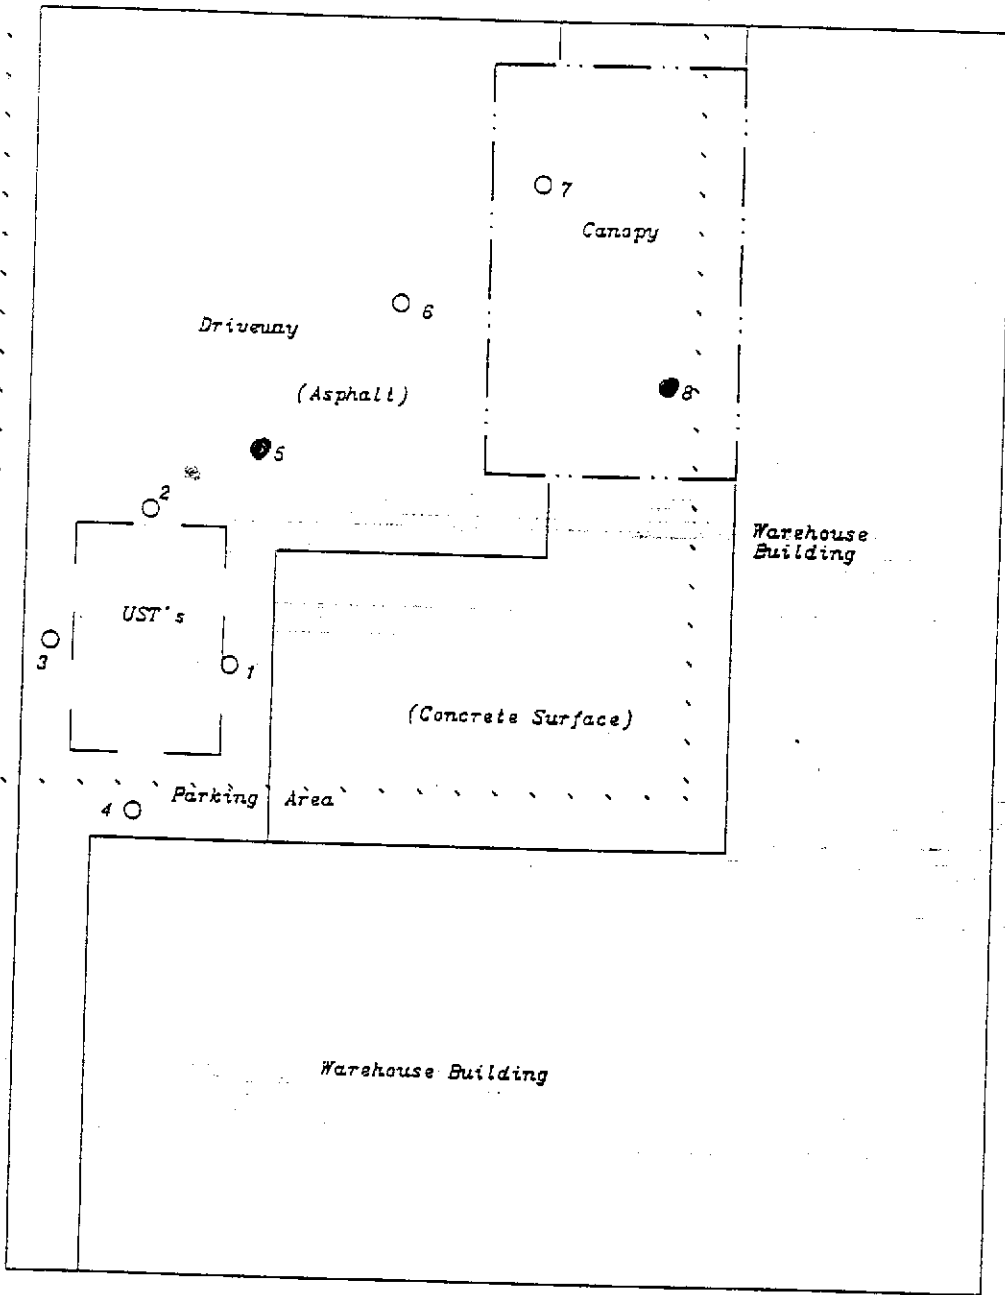 7
Canopy
6
Driveway
(Asphalt)
8
5
2
Warehouse
Building
UST's
3
1
(Concrete Surface)
Parking Area
4
Warehouse Building